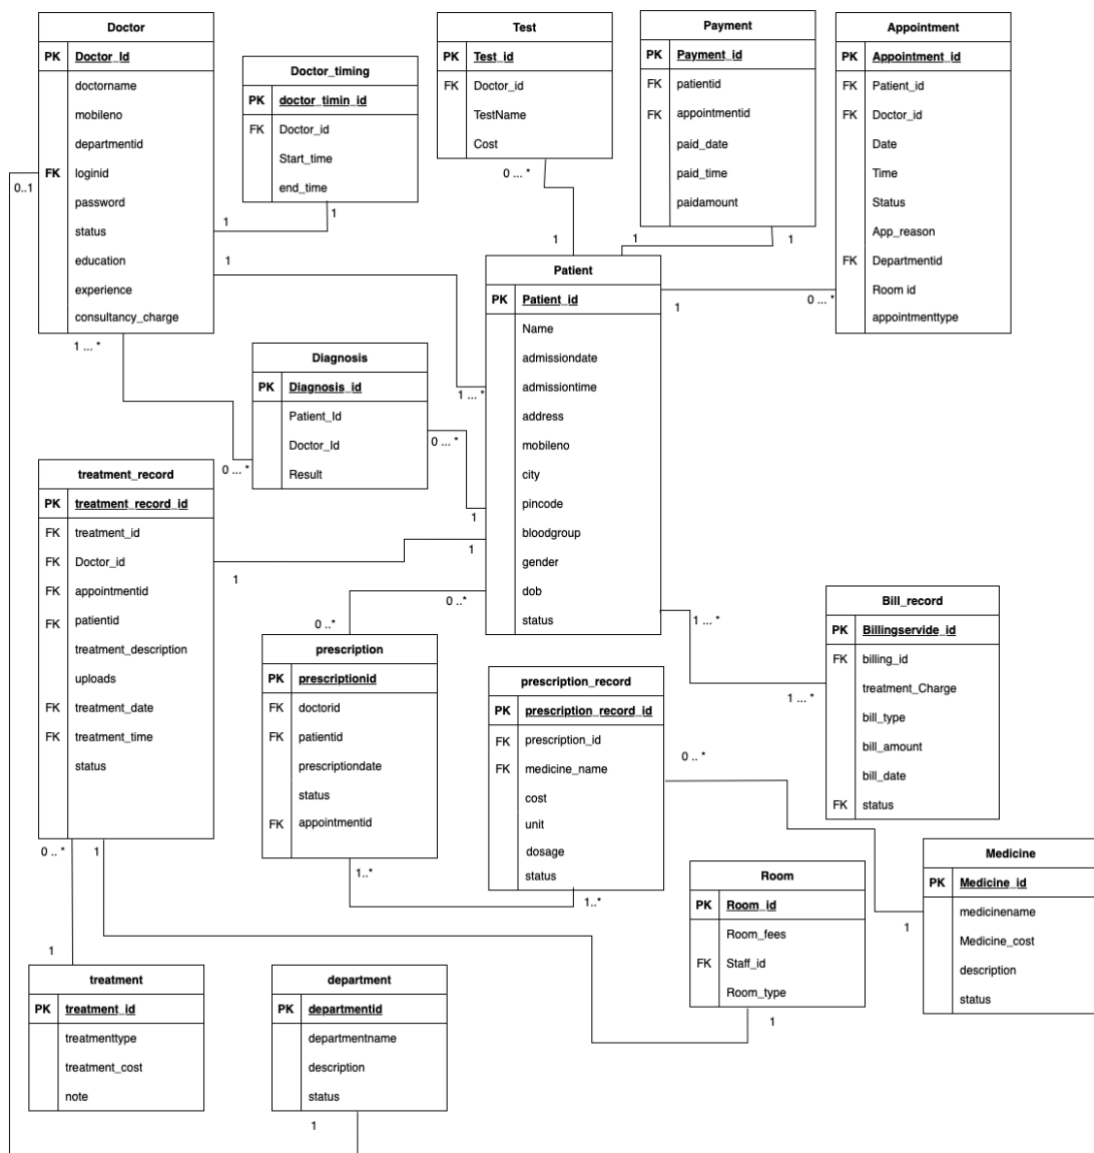 Doctor
PK Doctor_Id
doctorname
mobileno
departmentid
FK loginid
password
status
education
experience
consultancy_charge
0..1
1
1
1 ... *
Doctor_timing
PK doctor_timin_id
FK Doctor_id
Start_time
end_time
1
Test
PK Test_id
FK Doctor_id
TestName
Cost
0 ... *
1
Payment
PK Payment_id
FK patientid
FK appointmentid
paid_date
paid_time
paidamount
1
1
Appointment
PK Appointment_id
FK Patient_id
FK Doctor_id
Date
Time
Status
App_reason
FK Departmentid
Room id
appointmenttype
1
0 ... *
Patient
PK Patient_id
Name
admissiondate
admissiontime
address
mobileno
city
pincode
bloodgroup
gender
dob
status
1 ... *
Diagnosis
PK Diagnosis_id
Patient_Id
Doctor_Id
Result
0 ... *
0 ... *
1
treatment_record
PK treatment_record_id
FK treatment_id
FK Doctor_id
FK appointmentid
FK patientid
treatment_description
uploads
FK treatment_date
FK treatment_time
status
1
1
0 .. *
1
0..*
0..*
prescription
PK prescriptionid
FK doctorid
FK patientid
prescriptiondate
status
FK appointmentid
1..*
prescription_record
PK prescription_record_id
FK prescription_id
FK medicine_name
cost
unit
dosage
status
1..*
0 .. *
Bill_record
PK Billingservide_id
FK billing_id
treatment_Charge
bill_type
bill_amount
bill_date
FK status
1 ... *
1 ... *
Medicine
PK Medicine_id
medicinename
Medicine_cost
description
status
1
Room
PK Room_id
Room_fees
FK Staff_id
Room_type
1
treatment
PK treatment_id
treatmenttype
treatment_cost
note
1
department
PK departmentid
departmentname
description
status
1